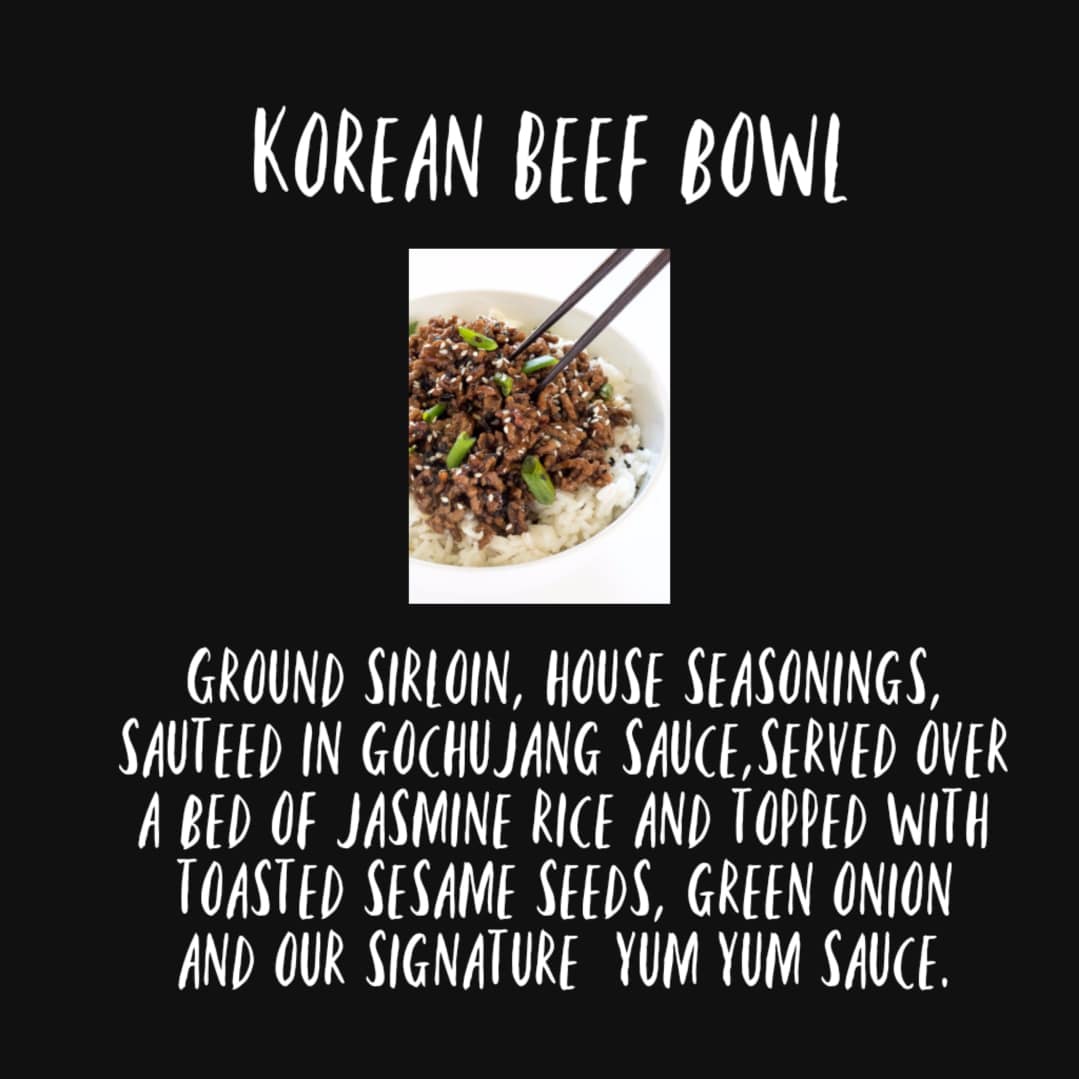 KOREAN BEEF BOWL
GROUND SIRLOIN, HOUSE SEASONINGS,
SAUTEED IN GOCHUJANG SAUCE,SERVED OVER
A BED OF JASMINE RICE AND TOPPED WITH
TOASTED SESAME SEEDS, GREEN ONION
AND OUR SIGNATURE  YUM YUM SAUCE.